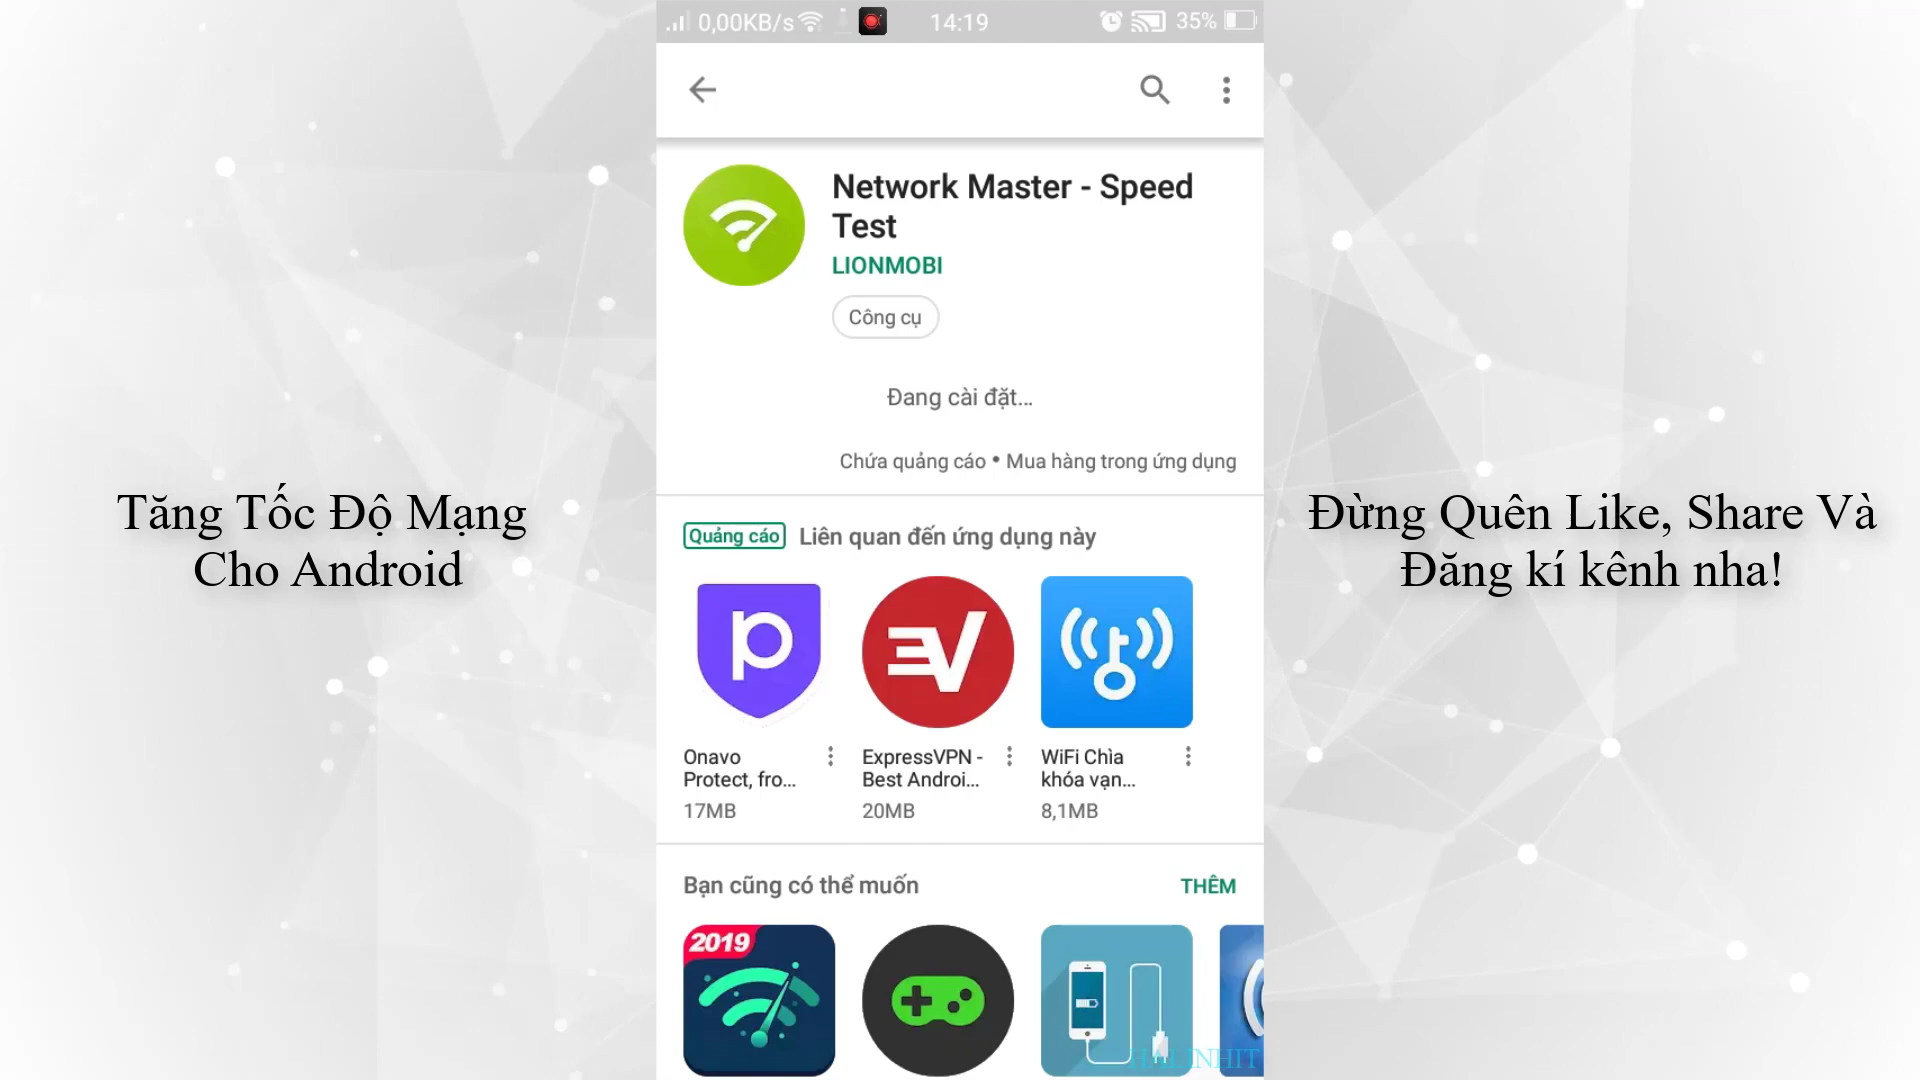 0,00KB/s
14:19
35%
Network Master - Speed
Test
LIONMOBI
Công cụ
Đang cài đặt...
Chứa quảng cáo • Mua hàng trong ứng dụng
Tăng Tốc Độ Mạng
Cho Android
Đừng Quên Like, Share Và
Đăng kí kênh nha!
Quảng cáo Liên quan đến ứng dụng này
Onavo
Protect, fro...
17MB
ExpressVPN -
Best Androi...
20MB
WiFi Chìa
khóa vạn...
8,1MB
Bạn cũng có thể muốn
THÊM
2019